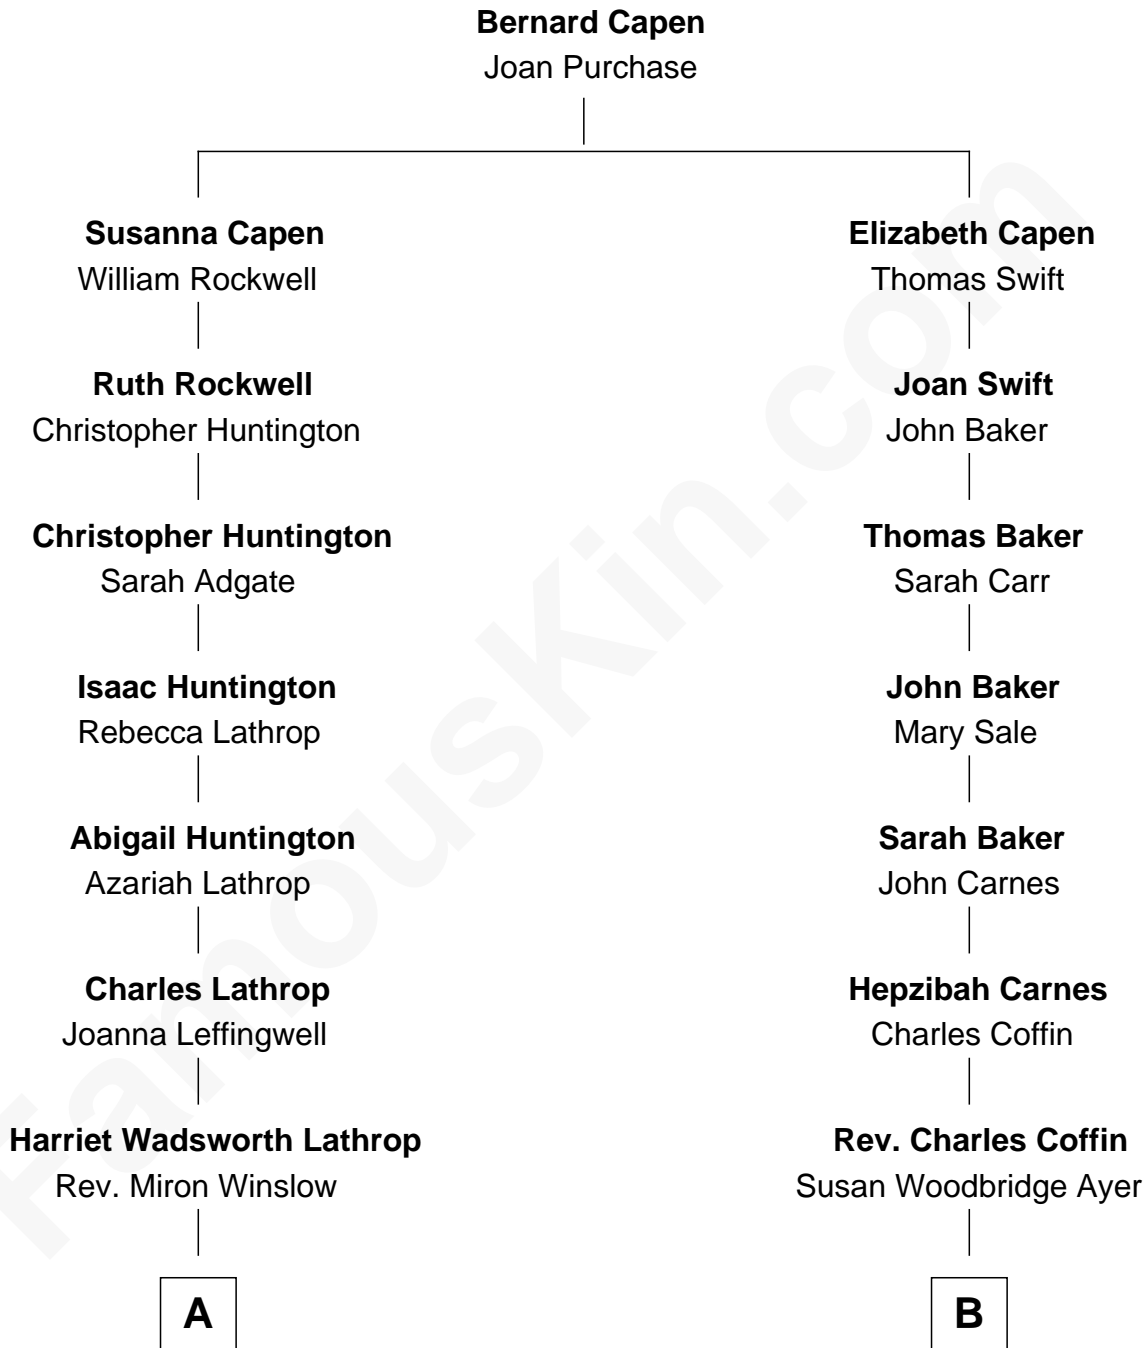 Bernard Capen
Joan Purchase
Susanna Capen
William Rockwell
Elizabeth Capen
Thomas Swift
Ruth Rockwell
Christopher Huntington
Joan Swift
John Baker
Christopher Huntington
Sarah Adgate
Thomas Baker
Sarah Carr
Isaac Huntington
Rebecca Lathrop
John Baker
Mary Sale
Abigail Huntington
Azariah Lathrop
Sarah Baker
John Carnes
Charles Lathrop
Joanna Leffingwell
Hepzibah Carnes
Charles Coffin
Harriet Wadsworth Lathrop
Rev. Miron Winslow
Rev. Charles Coffin
Susan Woodbridge Ayer
A
B
FamousKin.com